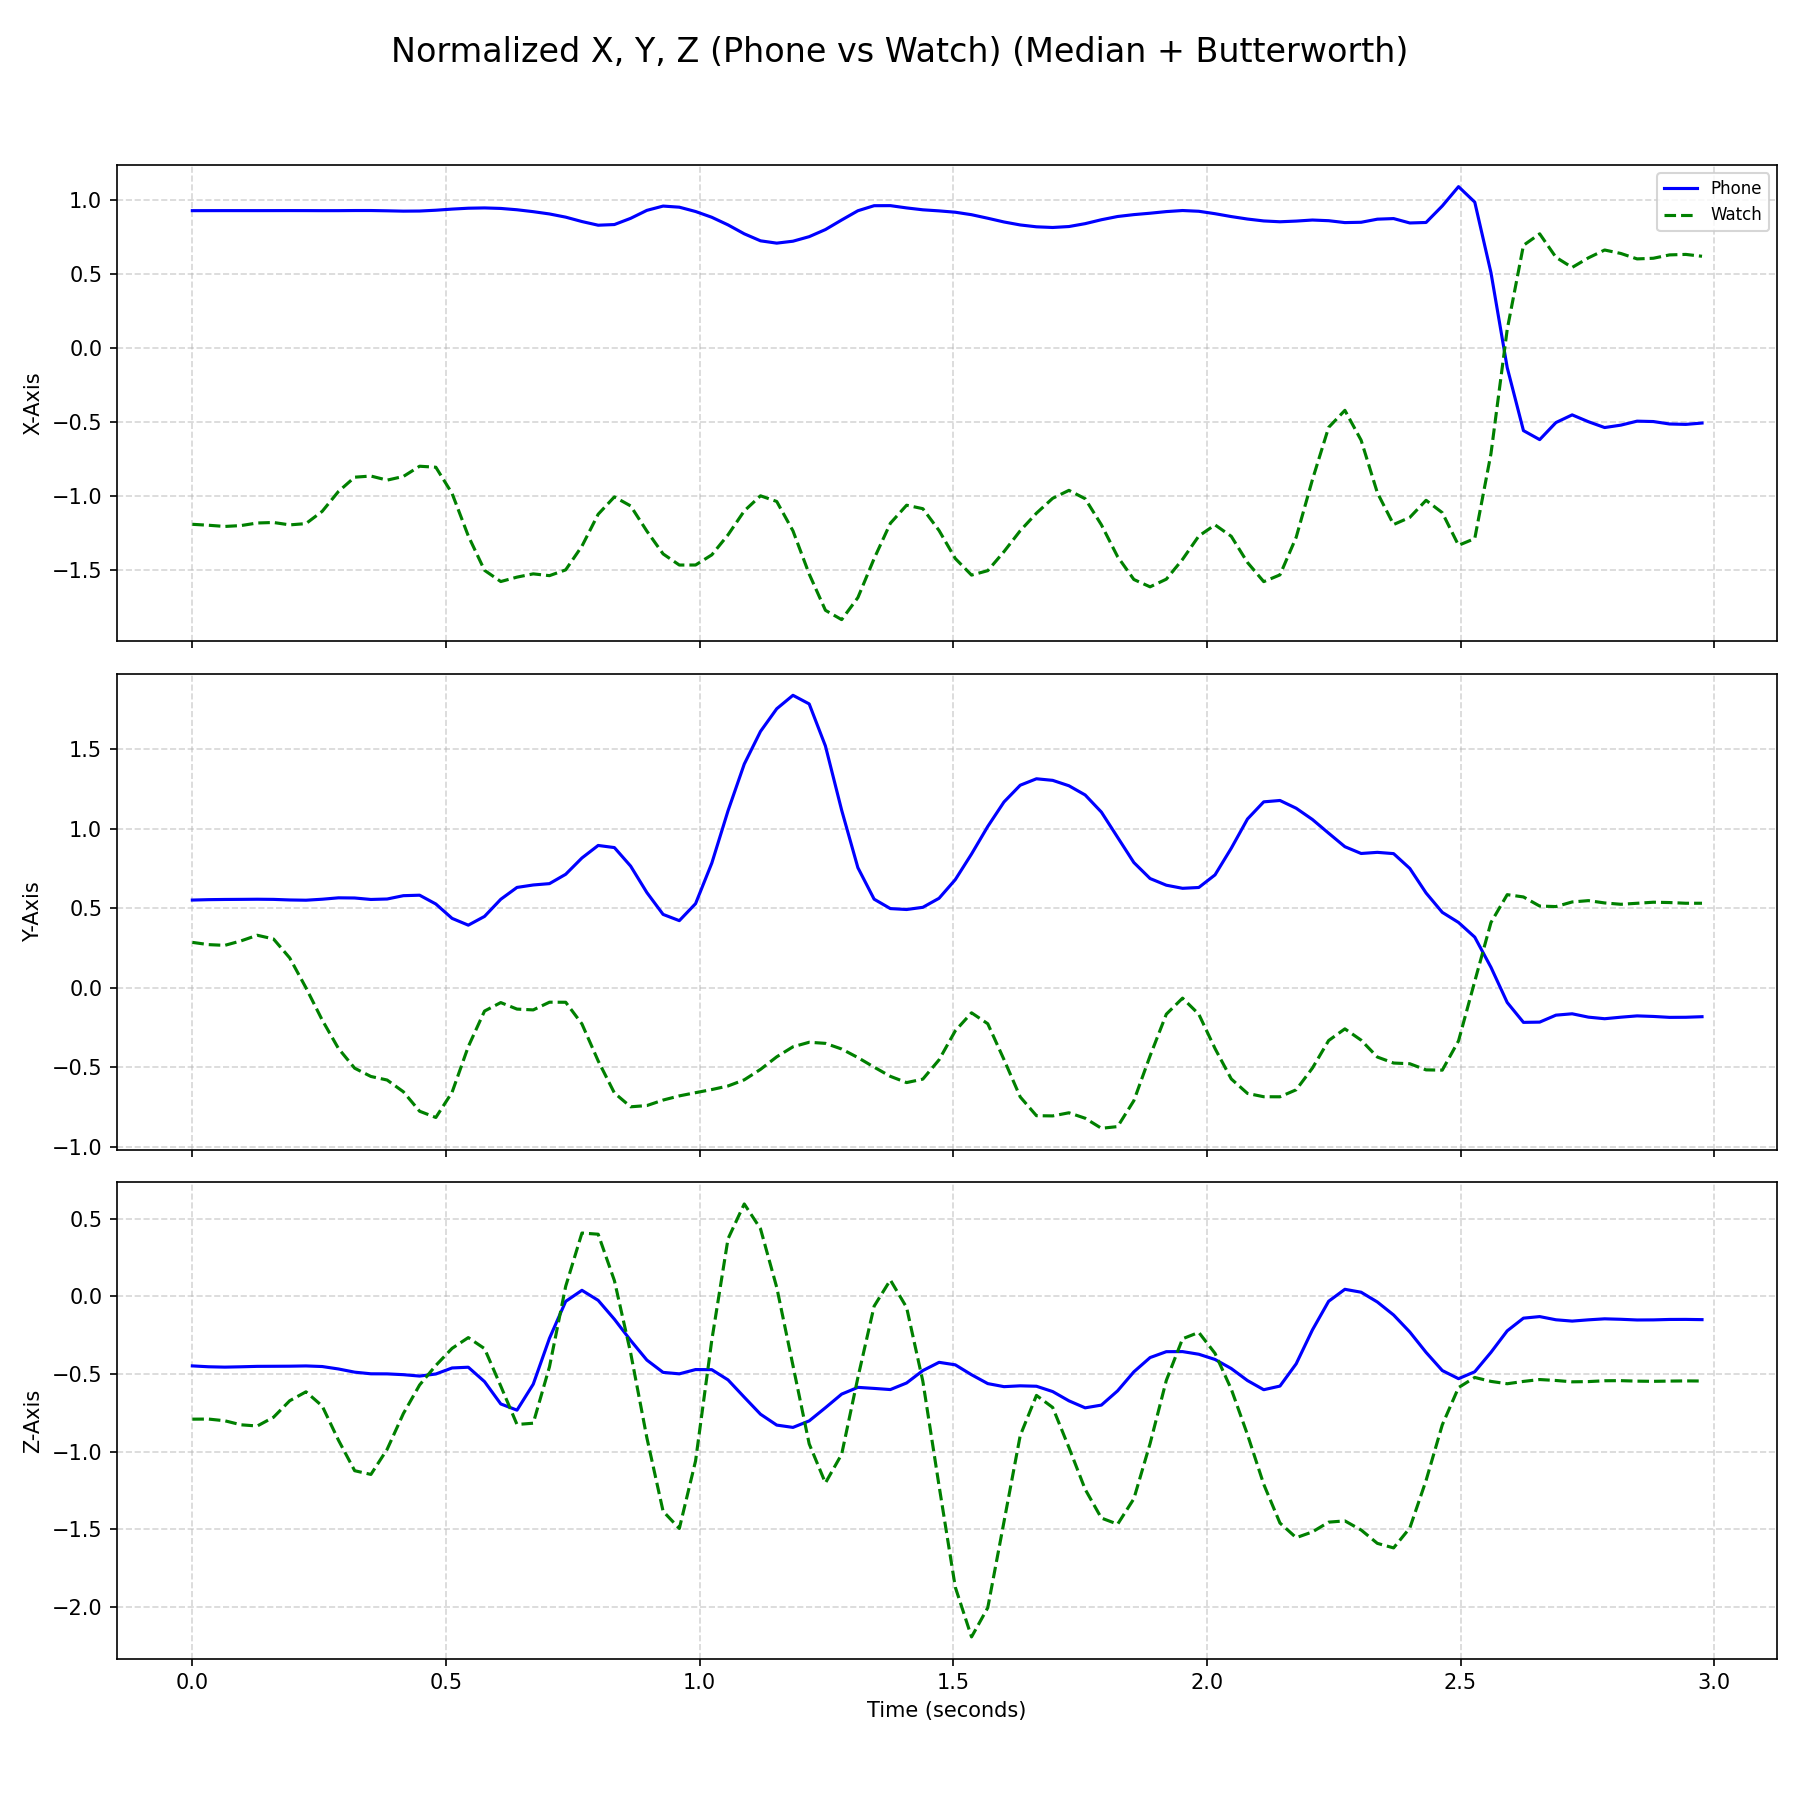 Normalized X, Y, Z (Phone vs Watch) (Median + Butterworth)
Phone
Watch
1.0
0.5
0.0
−0.5
−1.0
−1.5
X-Axis
1.5
1.0
0.5
0.0
−0.5
−1.0
Y-Axis
0.5
0.0
−0.5
−1.0
−1.5
−2.0
Z-Axis
0.0 0.5 1.0 1.5 2.0 2.5 3.0
Time (seconds)